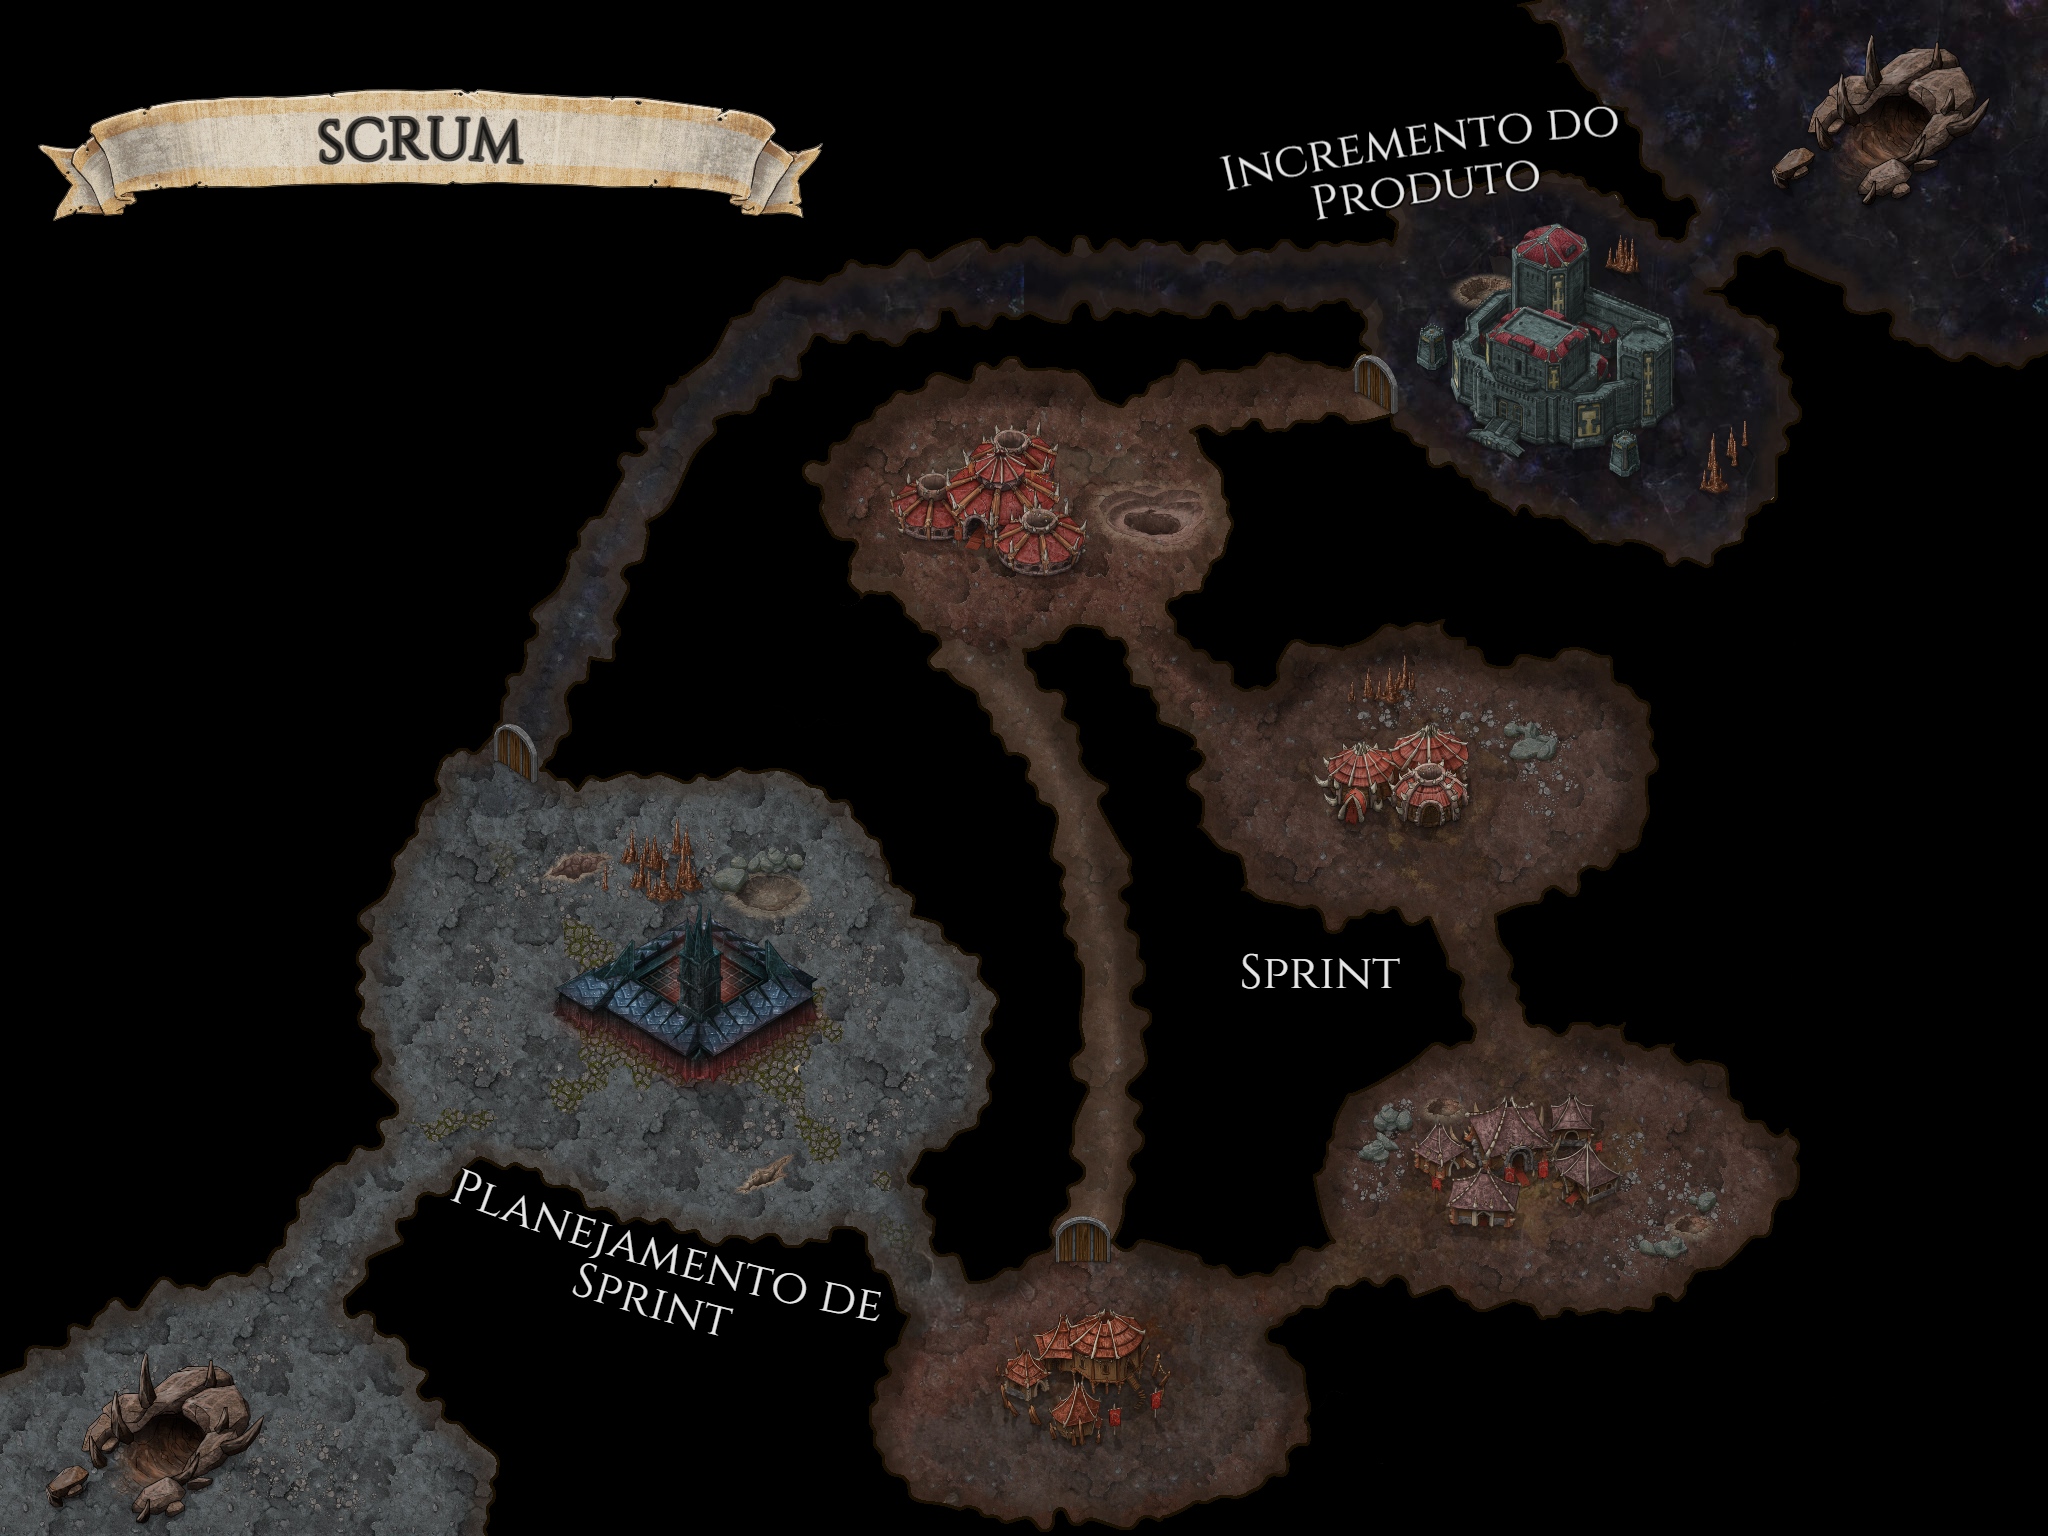 SCRUM
INCREMENTO DO
PRODUTO
SPRINT
PLANEJAMENTO DE
SPRINT